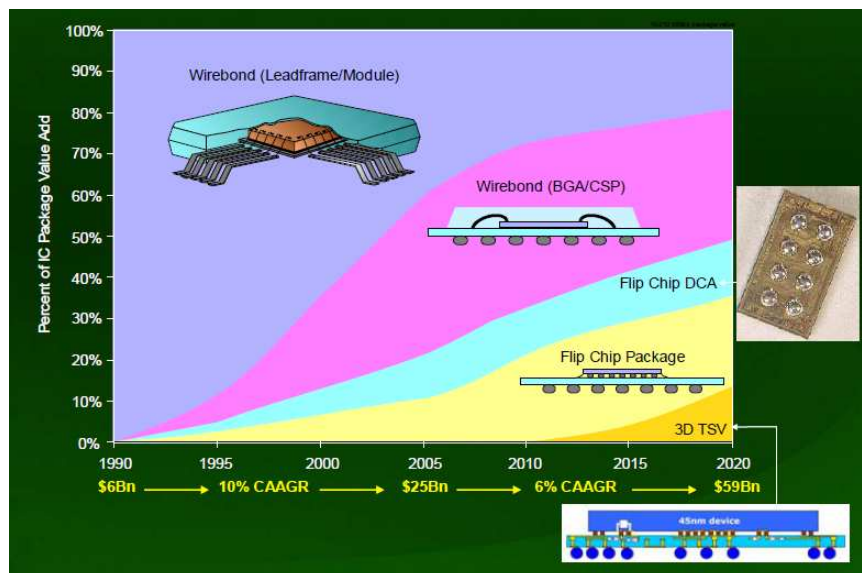 100%
90%
80%
70%
60%
50%
40%
30%
20%
10%
0%
Percent of IC Package Value Add
Wirebond (Leadframe/Module)
Wirebond (BGA/CSP)
Flip Chip DCA
Flip Chip Package
3D TSV
1990 1995 2000 2005 2010 2015 2020
$6Bn 10% CAAGR $25Bn 6% CAAGR $59Bn
45nm device